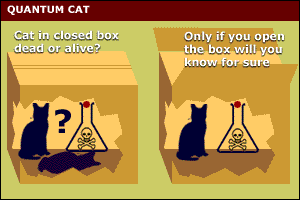 QUANTUM CAT
Cat in closed box
dead or alive?
?
Only if you open
the box will you
know for sure